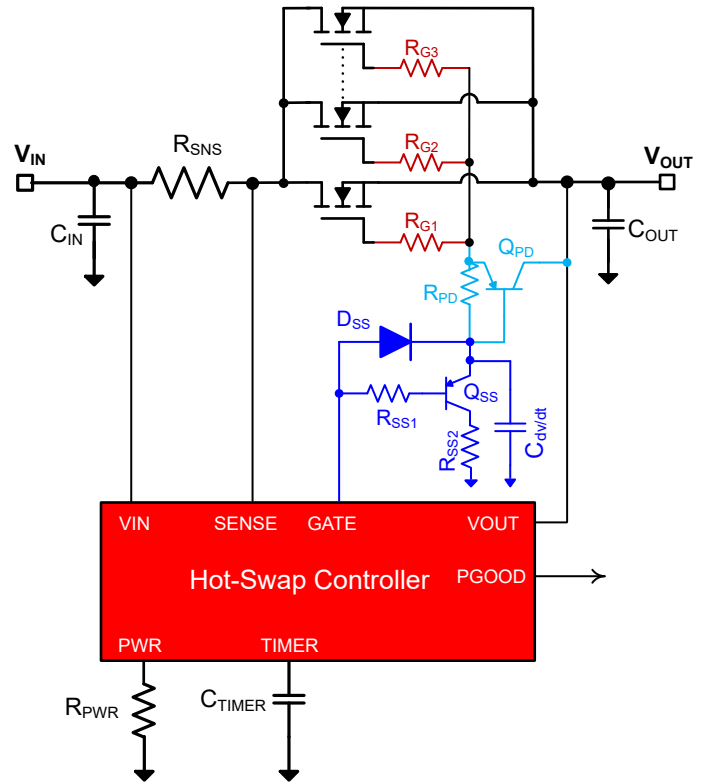 RG3
RG2
RSNS
VIN
VOUT
CIN
RG1
COUT
QPD
RPD
DSS
QSS
RSS1
RSS2
Cdv/dt
VIN
SENSE
GATE
VOUT
Hot-Swap Controller
PGOOD
PWR
TIMER
RPWR
CTIMER